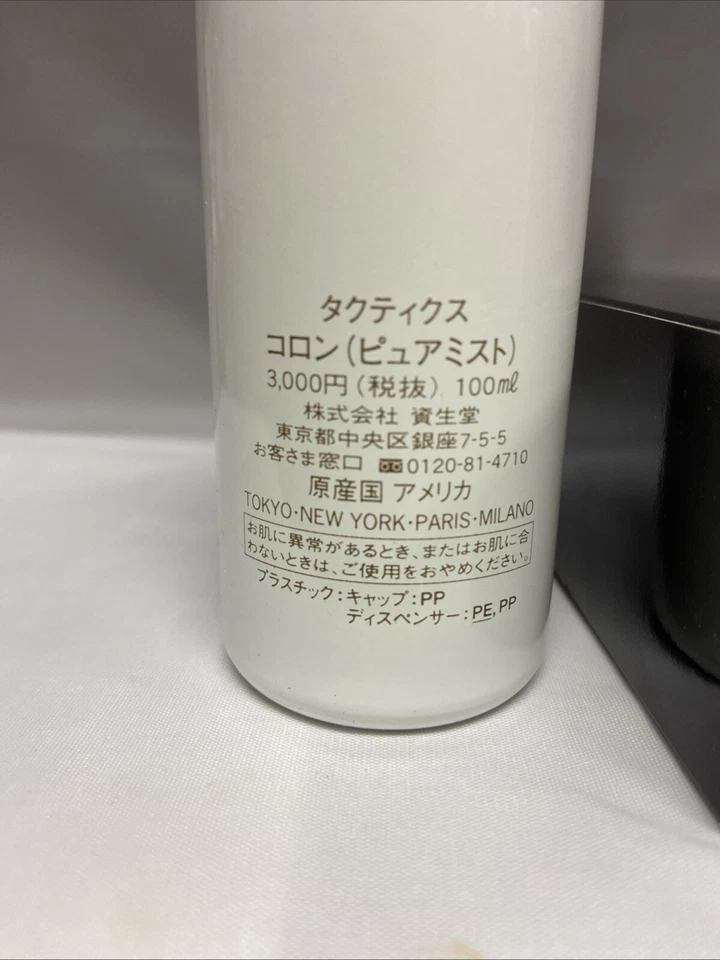 タクティクス
コロン(ピュアミスト)
3,000円(税抜) 100mℓ
株式会社 資生堂
東京都中央区銀座7-5-5
お客さま窓口 0120-81-4710
原産国 アメリカ
TOKYO・NEW YORK・PARIS・MILANO
お肌に異常があるとき、またはお肌に合
わないときは、ご使用をおやめください。
プラスチック:キャップ:PP
ディスペンサー:PE, PP